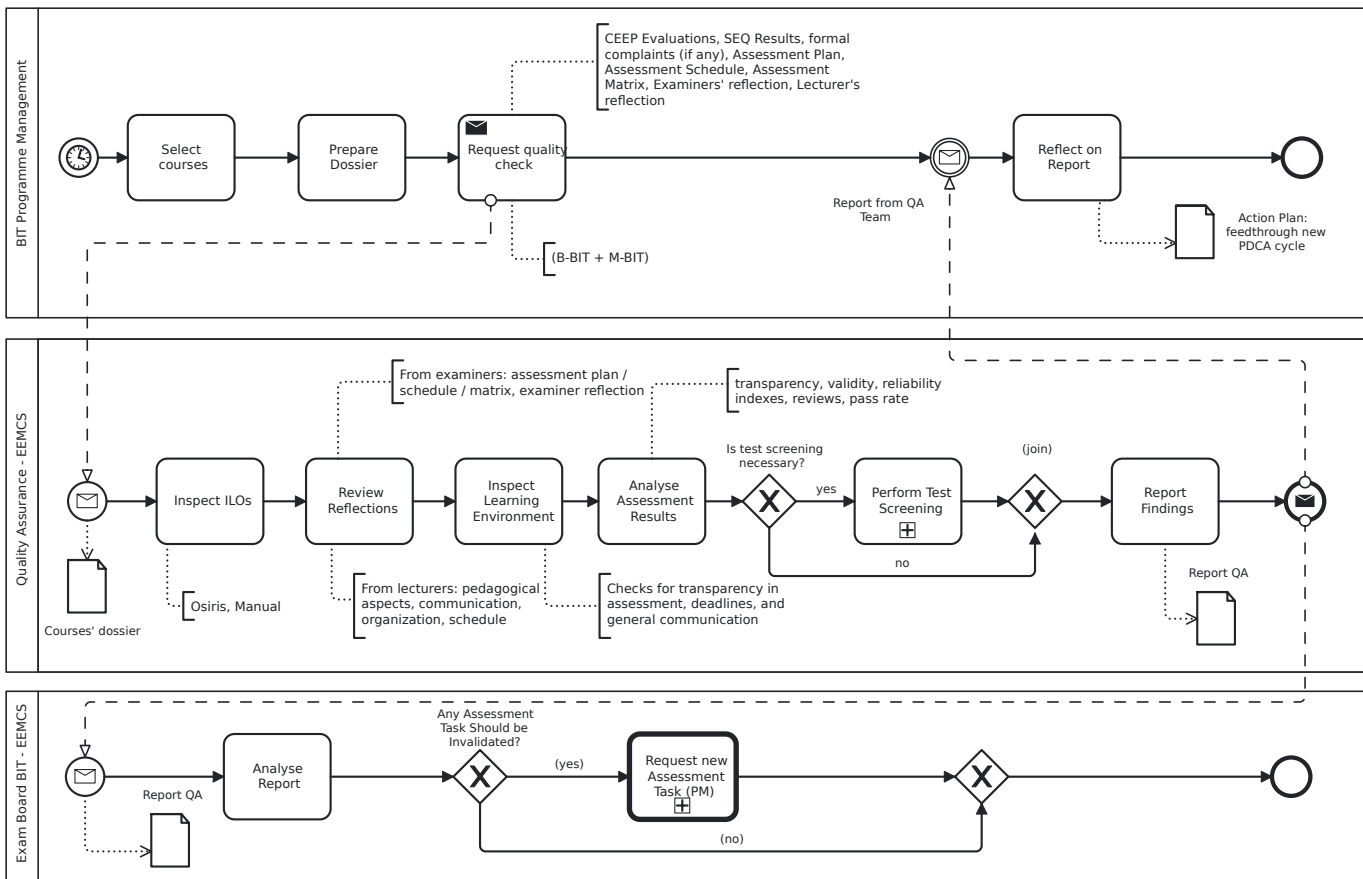 BIT Programme Management
CEEP Evaluations, SEQ Results, formal
complaints (if any), Assessment Plan,
Assessment Schedule, Assessment
Matrix, Examiners' reflection, Lecturer's
reflection
Select
courses
Prepare
Dossier
Request quality
check
Report from QA
Team
Reflect on
Report
Action Plan:
feedthrough new
PDCA cycle
(B-BIT + M-BIT)
Quality Assurance - EEMCS
From examiners: assessment plan /
schedule / matrix, examiner reflection
transparency, validity, reliability
indexes, reviews, pass rate
Is test screening
necessary?
(join)
Inspect ILOs
Review
Reflections
Inspect
Learning
Environment
Analyse
Assessment
Results
yes
Perform Test
Screening
Report
Findings
no
Courses' dossier
Osiris, Manual
From lecturers: pedagogical
aspects, communication,
organization, schedule
Checks for transparency in
assessment, deadlines, and
general communication
Report QA
Exam Board BIT - EEMCS
Any Assessment
Task Should be
Invalidated?
Analyse
Report
(yes)
Request new
Assessment
Task (PM)
Report QA
(no)